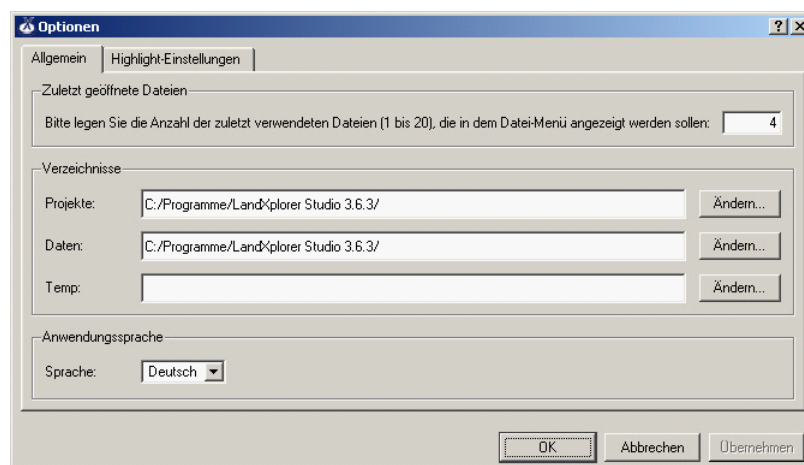 Optionen
Allgemein Highlight-Einstellungen
Zuletzt geöffnete Dateien
Bitte legen Sie die Anzahl der zuletzt verwendeten Dateien (1 bis 20), die in dem Datei-Menü angezeigt werden sollen: 4
Verzeichnisse
Projekte: C:/Programme/LandXplorer Studio 3.6.3/ Ändern...
Daten: C:/Programme/LandXplorer Studio 3.6.3/ Ändern...
Temp: Ändern...
Anwendungssprache
Sprache: Deutsch
OK Abbrechen Übernehmen